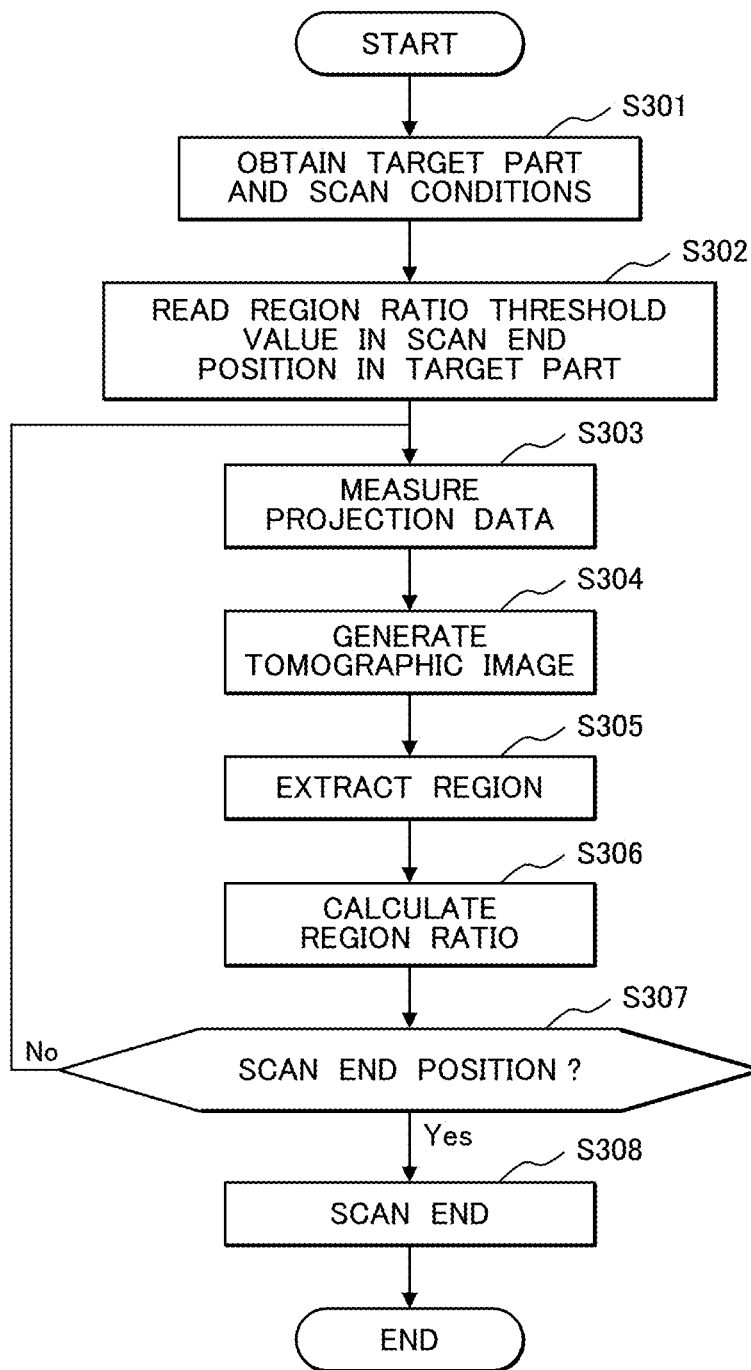 START
S301
OBTAIN TARGET PART
AND SCAN CONDITIONS
S302
READ REGION RATIO THRESHOLD
VALUE IN SCAN END
POSITION IN TARGET PART
S303
MEASURE
PROJECTION DATA
S304
GENERATE
TOMOGRAPHIC IMAGE
S305
EXTRACT REGION
S306
CALCULATE
REGION RATIO
S307
No
SCAN END POSITION ?
Yes
S308
SCAN END
END